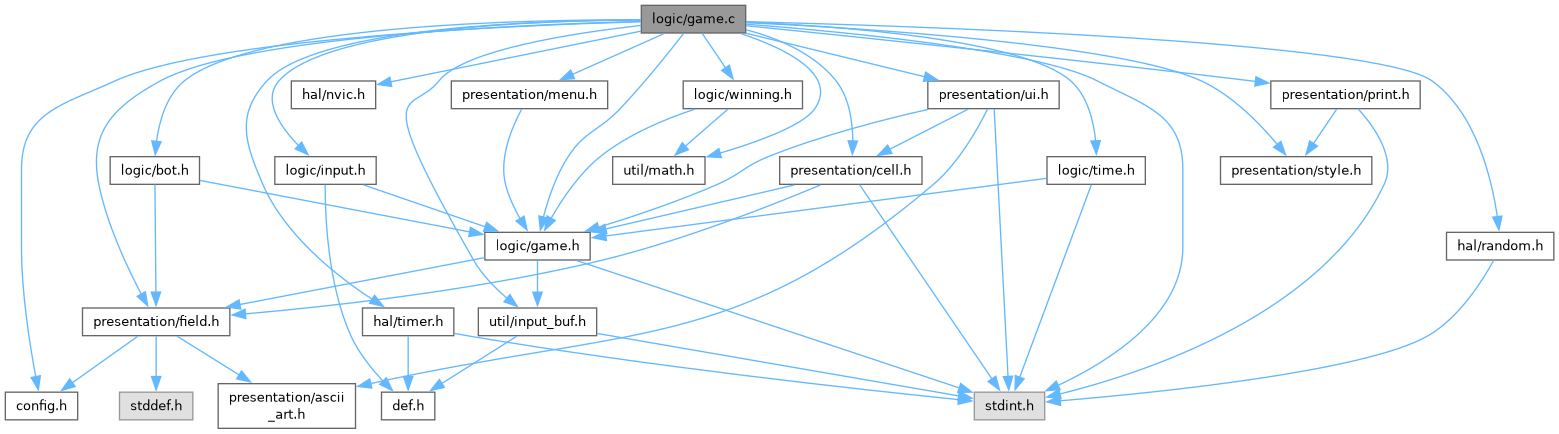 logic/game.c
hal/nvic.h
presentation/menu.h
logic/winning.h
presentation/ui.h
presentation/print.h
logic/bot.h
logic/input.h
util/math.h
presentation/cell.h
logic/time.h
presentation/style.h
logic/game.h
hal/random.h
presentation/field.h
hal/timer.h
util/input_buf.h
config.h
stddef.h
presentation/ascii
_art.h
def.h
stdint.h